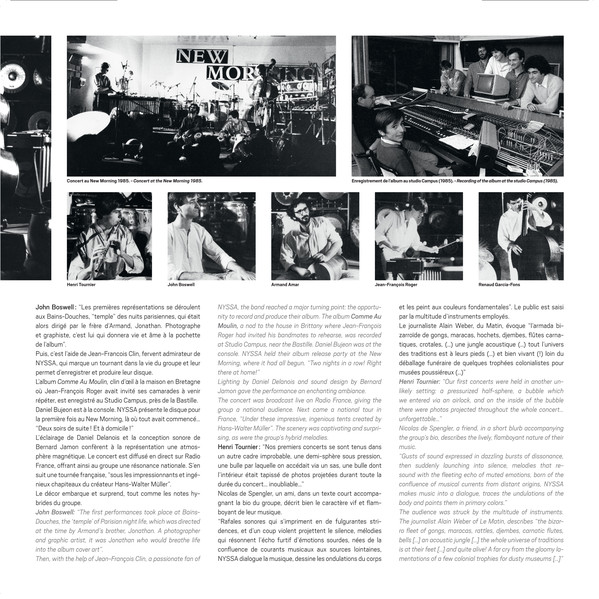 NEW
MORNING
Concert au New Morning 1985. - Concert at the New Morning 1985.
Enregistrement de l'album au studio Campus (1985). - Recording of the album at the studio Campus (1985).
Henri Tournier
John Boswell
Armand Amar
Jean-François Roger
Renaud Garcia-Fons
John Boswell : "Les premières représentations se déroulent
aux Bains-Douches, "temple" des nuits parisiennes, qui était
alors dirigé par le frère d'Armand, Jonathan. Photographe
et graphiste, c'est lui qui donnera vie et âme à la pochette
de l'album".
Puis, c'est l'aide de Jean-Francois Clin, fervent admirateur de
NYSSA, qui marque un tournant dans la vie du groupe et leur
permet d'enregistrer et produire leur disque.
L'album Comme Au Moulin, clin d'œil à la maison en Bretagne
où Jean-François Roger avait invité ses camarades à venir
répéter, est enregistré au Studio Campus, près de la Bastille.
Daniel Bujeon est à la console. NYSSA présente le disque pour
la première fois au New Morning, là où tout avait commencé...
"Deux soirs de suite ! Et à domicile !"
L'éclairage de Daniel Delanois et la conception sonore de
Bernard Jamon confèrent à la représentation une atmos-
phère magnétique. Le concert est diffusé en direct sur Radio
France, offrant ainsi au groupe une résonance nationale. S'en
suit une tournée française, "sous les impressionnants et ingé-
nieux chapiteaux du créateur Hans-Walter Müller".
Le décor embarque et surprend, tout comme les notes hy-
brides du groupe.
John Boswell: "The first performances took place at Bains-
Douches, the 'temple' of Parisian night life, which was directed
at the time by Armand's brother, Jonathan. A photographer
and graphic artist, it was Jonathan who would breathe life
into the album cover art".
Then, with the help of Jean-François Clin, a passionate fan of
NYSSA, the band reached a major turning point: the opportu-
nity to record and produce their album. The album Comme Au
Moulin, a nod to the house in Brittany where Jean-François
Roger had invited his bandmates to rehearse, was recorded
at Studio Campus, near the Bastille. Daniel Bujeon was at the
console. NYSSA held their album release party at the New
Morning, where it had all begun. "Two nights in a row! Right
there at home!"
Lighting by Daniel Delanois and sound design by Bernard
Jamon gave the performance an enchanting ambiance.
The concert was broadcast live on Radio France, giving the
group a national audience. Next came a national tour in
France. "Under these impressive, ingenious tents created by
Hans-Walter Müller". The scenery was captivating and surpri-
sing, as were the group's hybrid melodies.
Henri Tournier : "Nos premiers concerts se sont tenus dans
un autre cadre improbable, une demi-sphère sous pression,
une bulle par laquelle on accédait via un sas, une bulle dont
l'intérieur était tapissé de photos projetées durant toute la
durée du concert... inoubliable..."
Nicolas de Spengler, un ami, dans un texte court accompa-
gnant la bio du groupe, décrit bien le caractère vif et flam-
boyant de leur musique.
"Rafales sonores qui s'impriment en de fulgurantes stri-
dences, et d'un coup violent projettent le silence, mélodies
qui résonnent l'écho furtif d'émotions sourdes, nées de la
confluence de courants musicaux aux sources lointaines,
NYSSA dialogue la musique, dessine les ondulations du corps
et les peint aux couleurs fondamentales". Le public est saisi
par la multitude d'instruments employés.
Le journaliste Alain Weber, du Matin, évoque "l'armada bi-
zarroïde de gongs, maracas, hochets, djembes, flûtes carna-
tiques, crotales, (...) une jungle acoustique (...) tout l'univers
des traditions est à leurs pieds (...) et bien vivant (!) loin du
déballage funéraire de quelques trophées colonialistes pour
musées poussiéreux (...)"
Henri Tournier: "Our first concerts were held in another un-
likely setting: a pressurized half-sphere, a bubble which
we entered via an airlock, and on the inside of the bubble
there were photos projected throughout the whole concert...
unforgettable..."
Nicolas de Spengler, a friend, in a short blurb accompanying
the group's bio, describes the lively, flamboyant nature of their
music.
"Gusts of sound expressed in dazzling bursts of dissonance,
then suddenly launching into silence, melodies that re-
sound with the fleeting echo of muted emotions, born of the
confluence of musical currents from distant origins, NYSSA
makes music into a dialogue, traces the undulations of the
body and paints them in primary colors."
The audience was struck by the multitude of instruments.
The journalist Alain Weber of Le Matin, describes "the bizar-
re fleet of gongs, maracas, rattles, djembes, carnatic flutes,
bells [...] an acoustic jungle [...] the whole universe of traditions
is at their feet [...] and quite alive! A far cry from the gloomy la-
mentations of a few colonial trophies for dusty museums [...]"